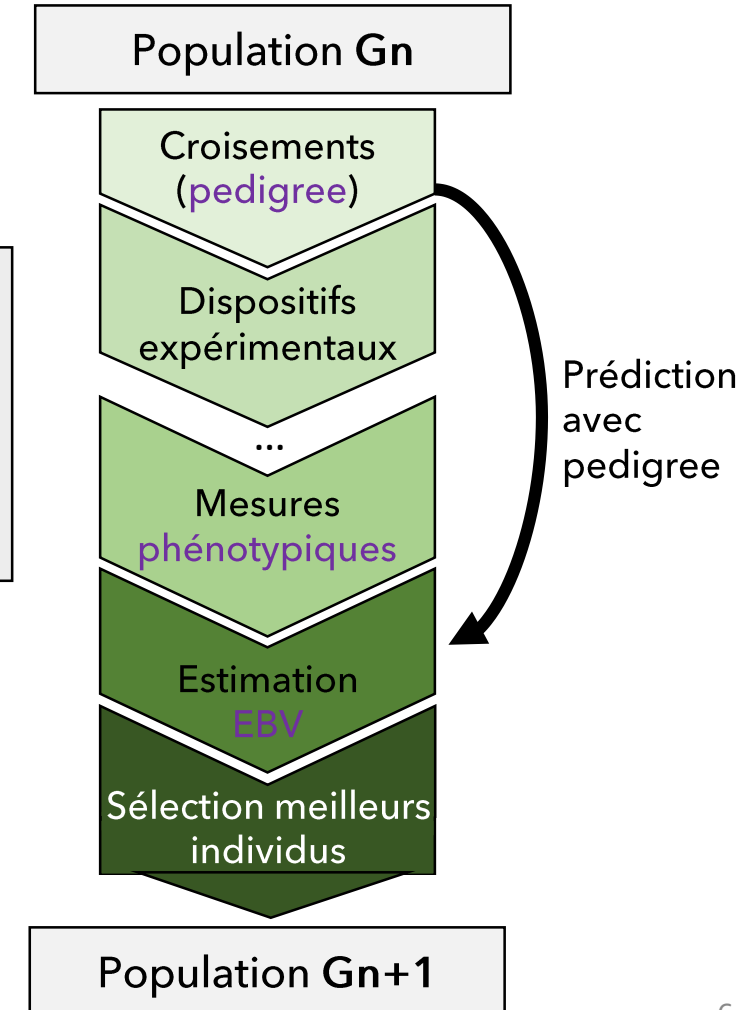 Population Gn
Croisements
(pedigree)
Dispositifs
expérimentaux
Prédiction
avec
pedigree
...
Mesures
phénotypiques
Estimation
EBV
Sélection meilleurs
individus
Population Gn+1